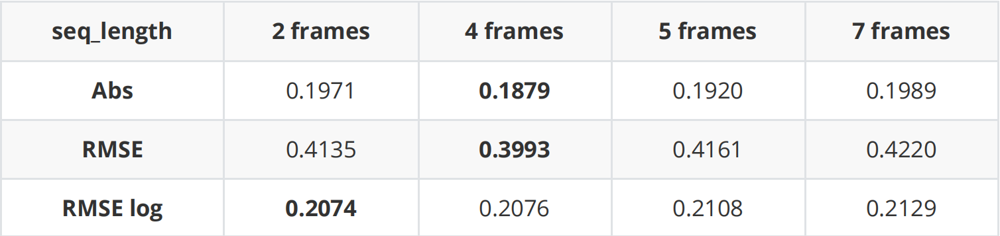 seq_length 2 frames 4 frames 5 frames 7 frames
Abs 0.1971 0.1879 0.1920 0.1989
RMSE 0.4135 0.3993 0.4161 0.4220
RMSE log 0.2074 0.2076 0.2108 0.2129